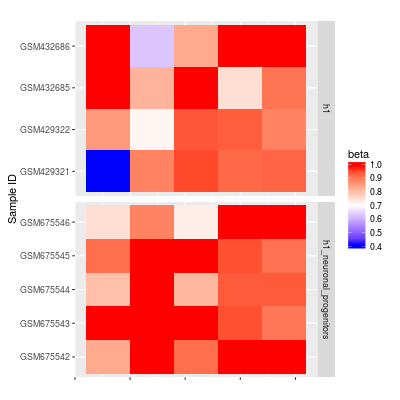 GSM432686
GSM432685
GSM429322
GSM429321
h1
GSM675546
GSM675545
GSM675544
GSM675543
GSM675542
h1_neuronal_progenitors
Sample ID
beta
1.0
0.9
0.8
0.7
0.6
0.5
0.4